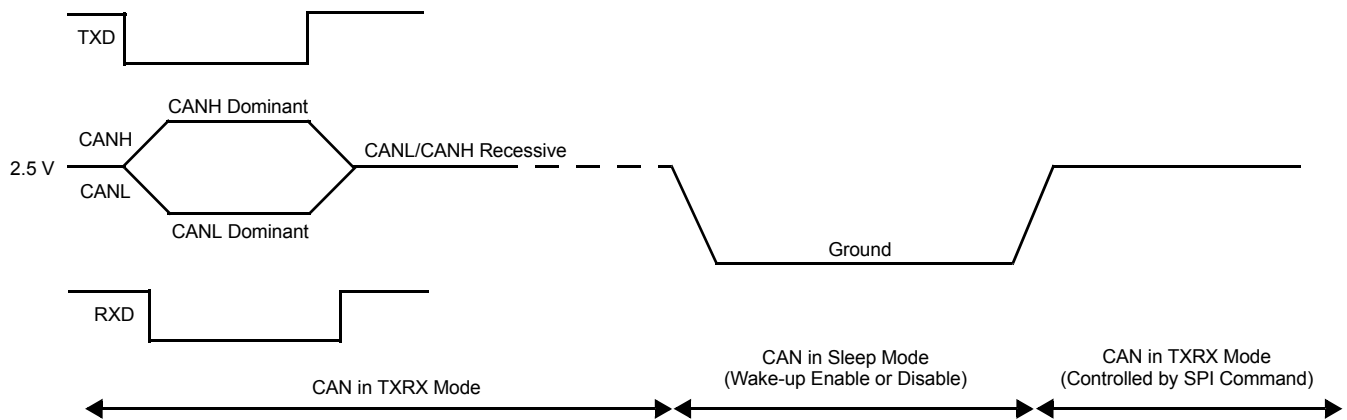 TXD
CANH Dominant
CANH
CANL/CANH Recessive
2.5 V
CANL
CANL Dominant
Ground
RXD
CAN in TXRX Mode
CAN in Sleep Mode
(Wake-up Enable or Disable)
CAN in TXRX Mode
(Controlled by SPI Command)